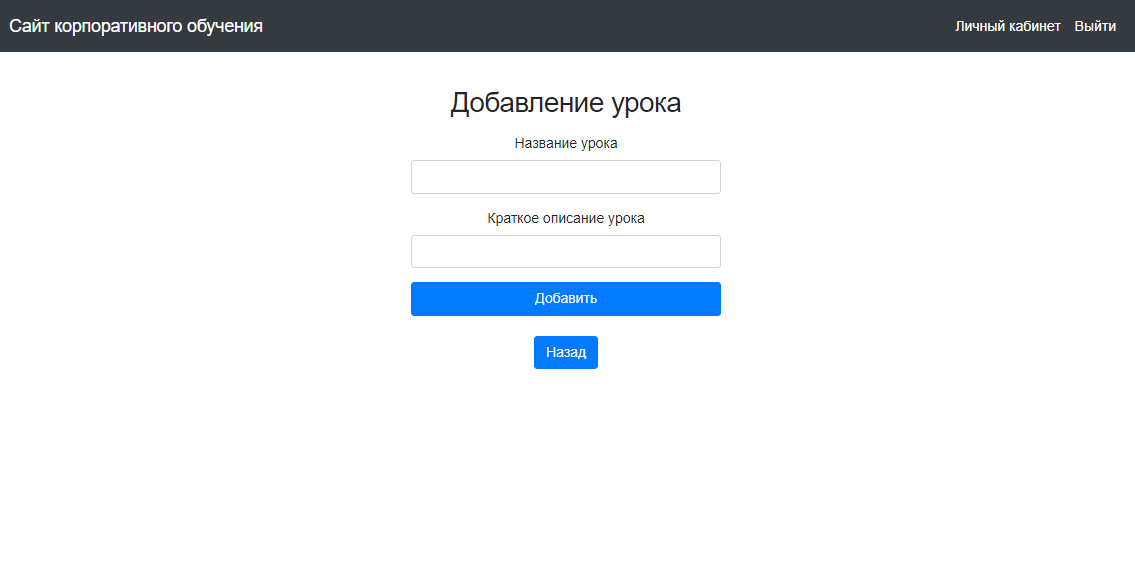 Сайт корпоративного обучения
Личный кабинет Выйти
Добавление урока
Название урока
Краткое описание урока
Добавить
Назад